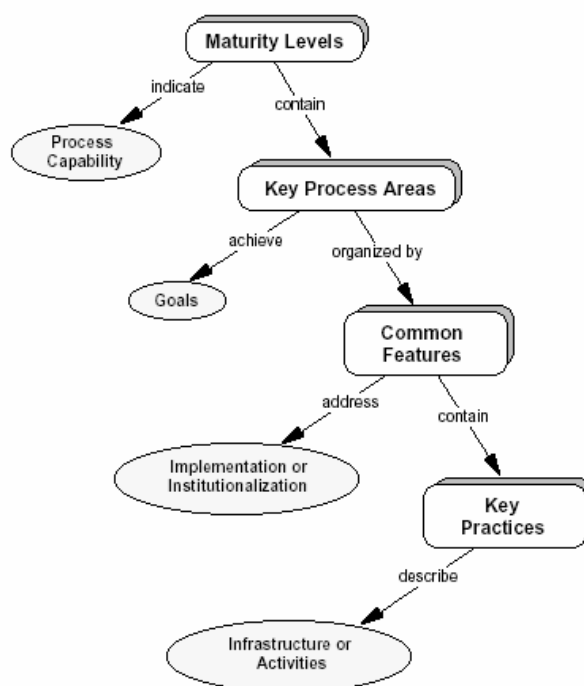 Maturity Levels
indicate
contain
Process
Capability
Key Process Areas
achieve
organized by
Goals
Common
Features
address
contain
Implementation or
Institutionalization
Key
Practices
describe
Infrastructure or
Activities